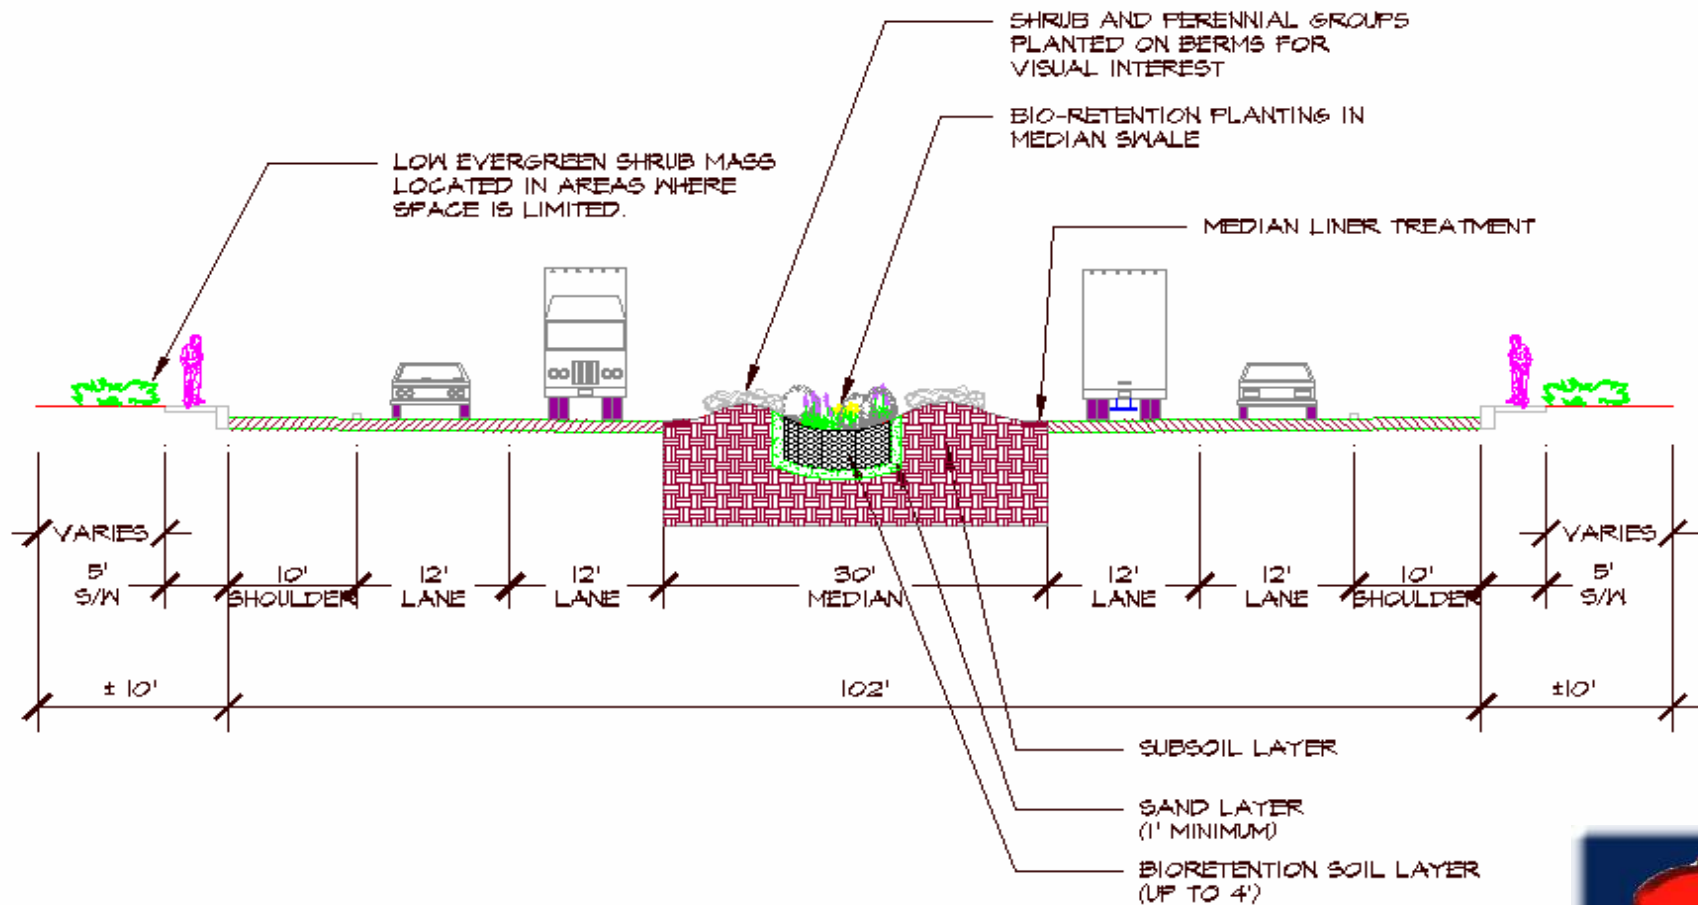 SHRUB AND PERENNIAL GROUPS
PLANTED ON BERMS FOR
VISUAL INTEREST
BIO-RETENTION PLANTING IN
MEDIAN SWALE
LOW EVERGREEN SHRUB MASS
LOCATED IN AREAS WHERE
SPACE IS LIMITED.
MEDIAN LINER TREATMENT
VARIES
VARIES
5'
S/W
10'
SHOULDER
12'
LANE
12'
LANE
30'
MEDIAN
12'
LANE
12'
LANE
10'
SHOULDER
5'
S/W
± 10'
102'
±10'
SUBSOIL LAYER
SAND LAYER
(1' MINIMUM)
BIORETENTION SOIL LAYER
(UP TO 4')